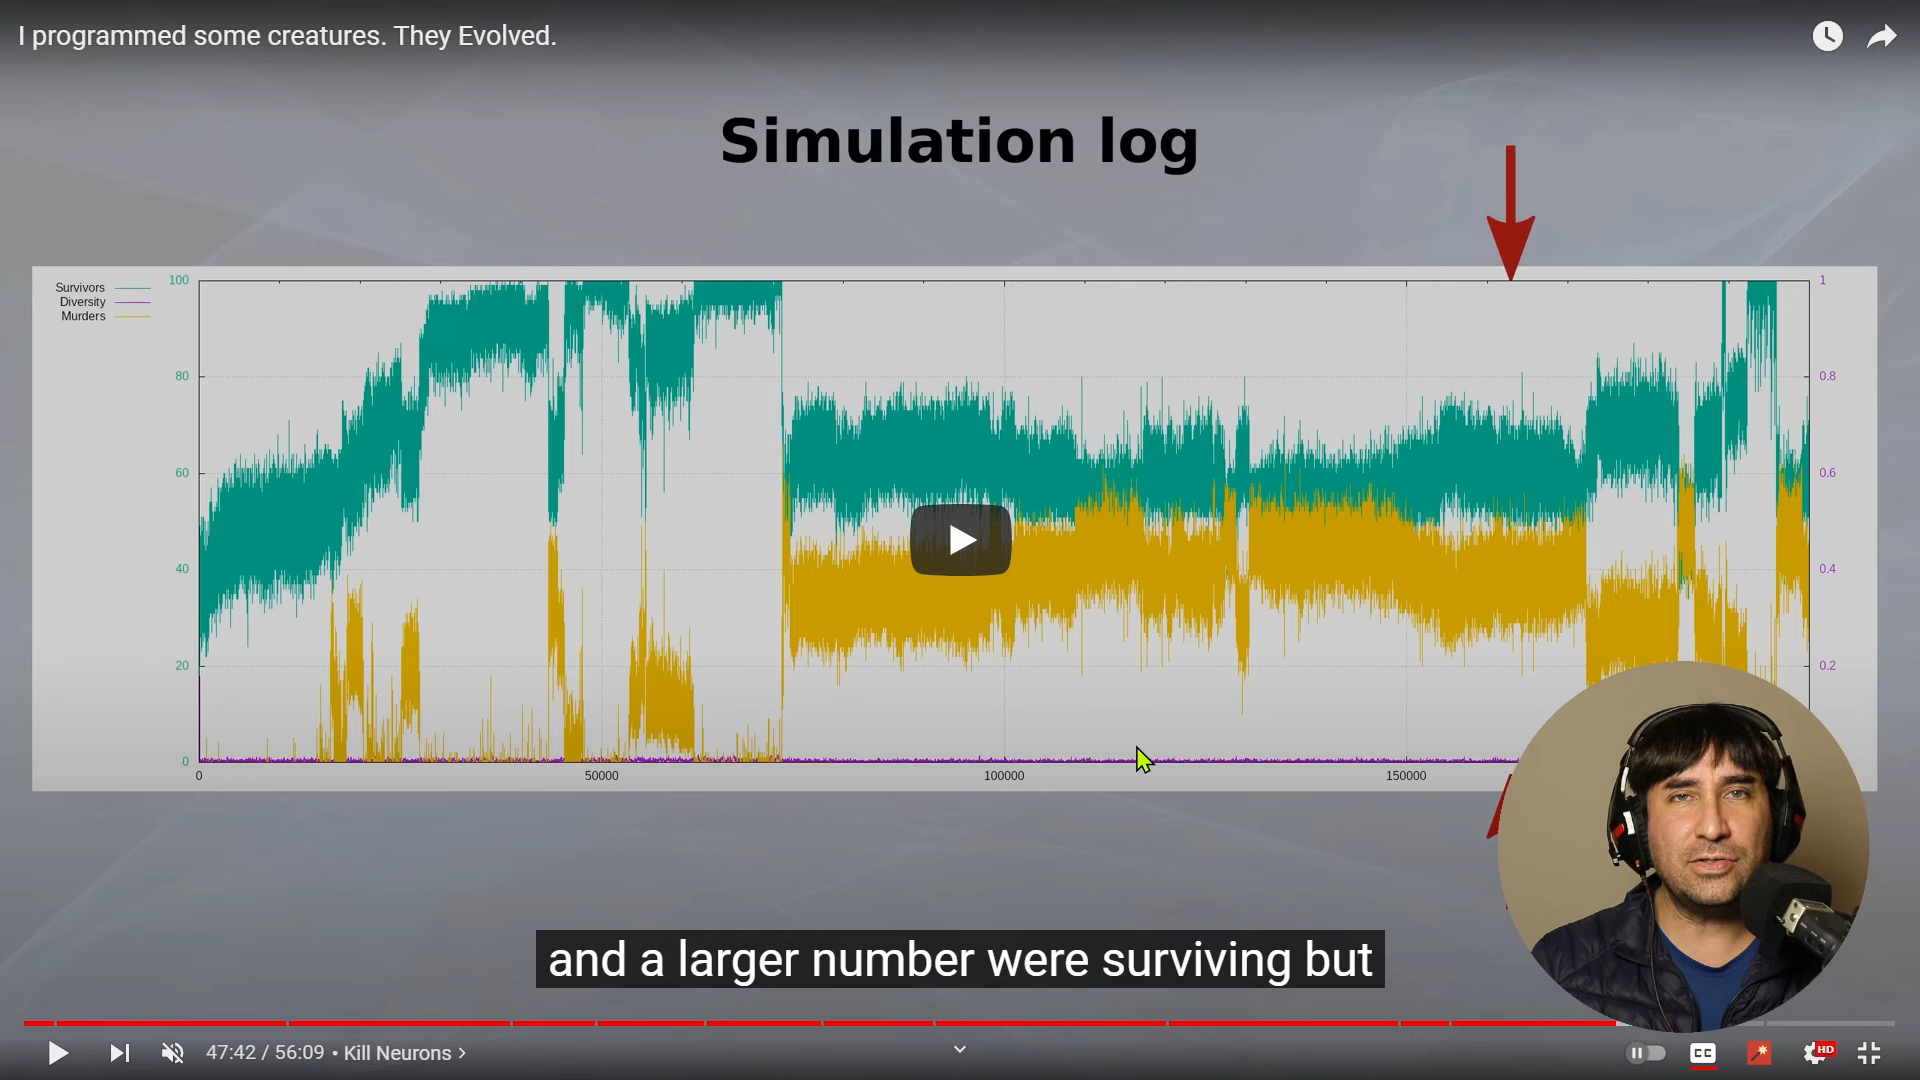 I programmed some creatures. They Evolved.
Simulation log
Survivors
Diversity
Murders
100
80
60
40
20
0
1
0.8
0.6
0.4
0.2
0
50000
100000
150000
and a larger number were surviving but
47:42 / 56:09 • Kill Neurons >
CC
HD